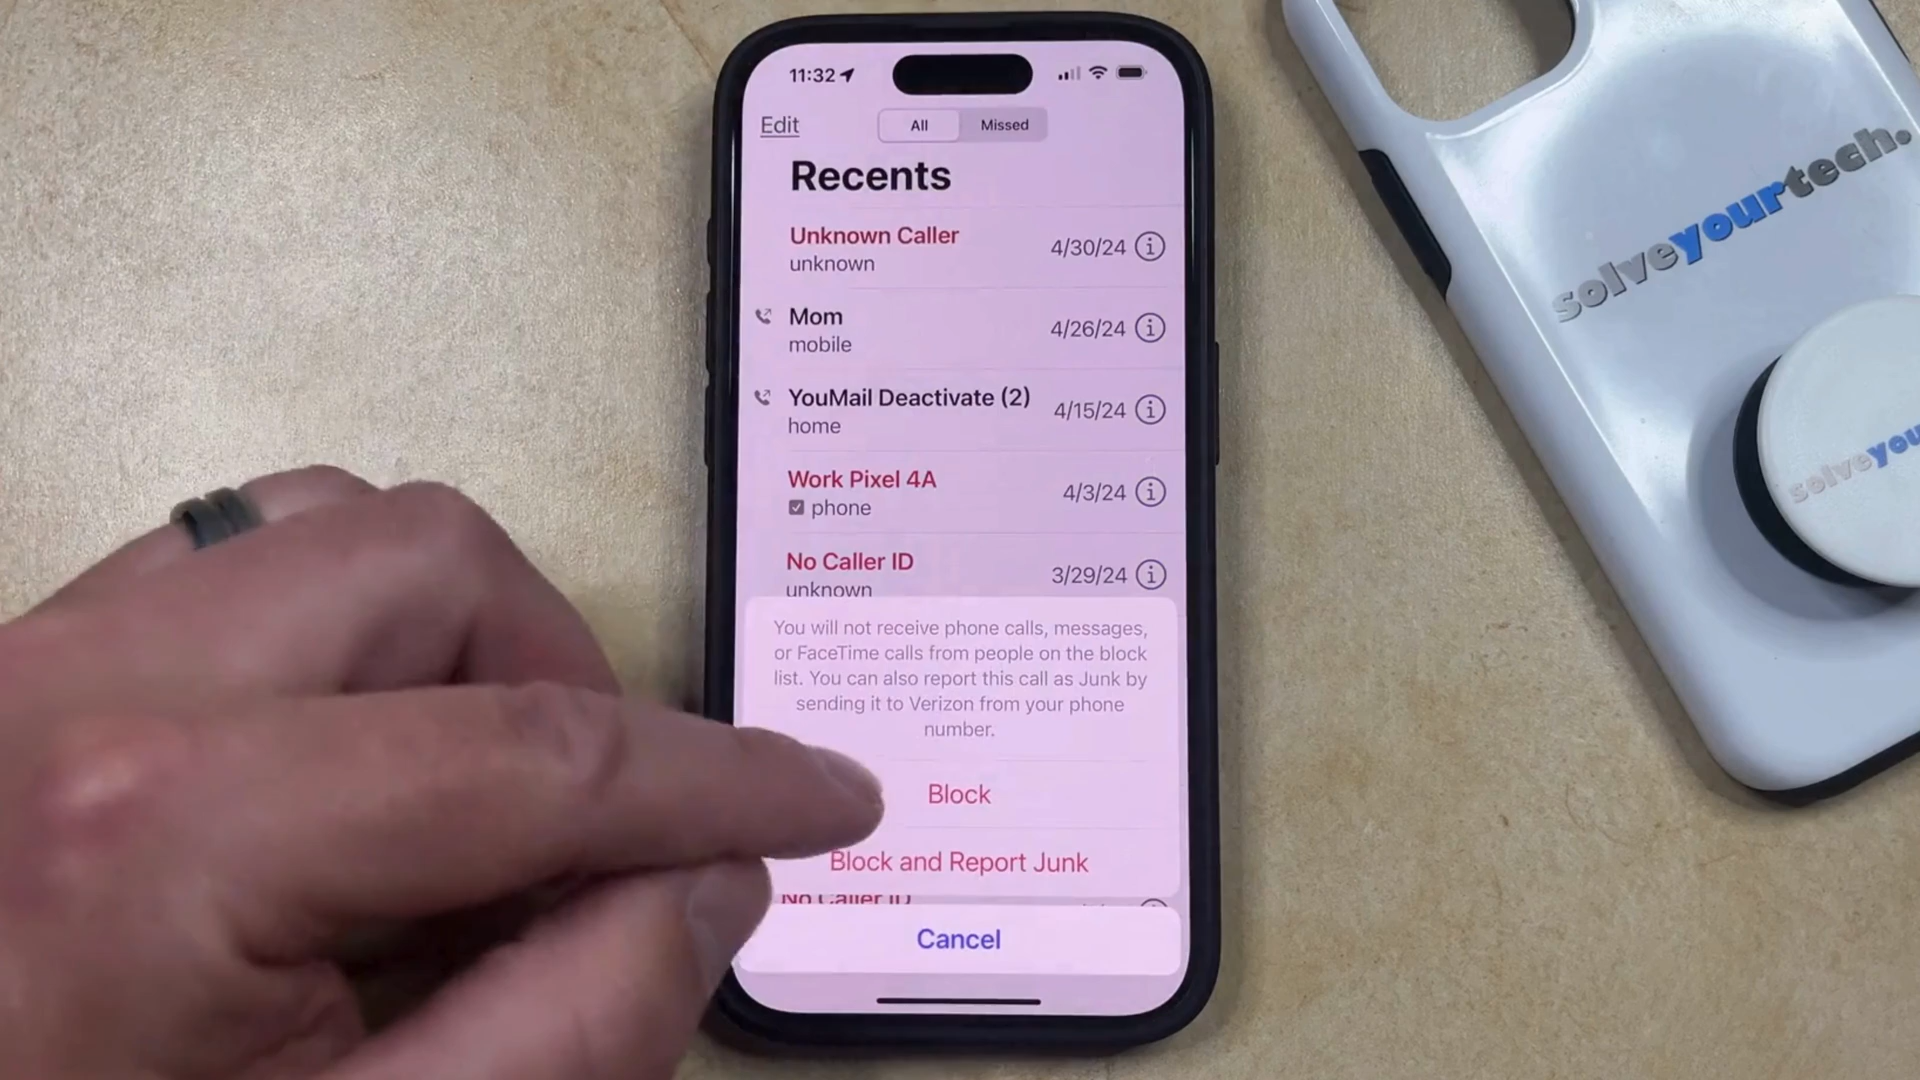 11:32
Edit
All
Missed
Recents
Unknown Caller
unknown
4/30/24
Mom
mobile
4/26/24
YouMail Deactivate (2)
home
4/15/24
Work Pixel 4A
phone
4/3/24
No Caller ID
unknown
3/29/24
You will not receive phone calls, messages,
or FaceTime calls from people on the block
list. You can also report this call as Junk by
sending it to Verizon from your phone
number.
Block
Block and Report Junk
No Caller ID
Cancel
solveyourtech.
solveyou